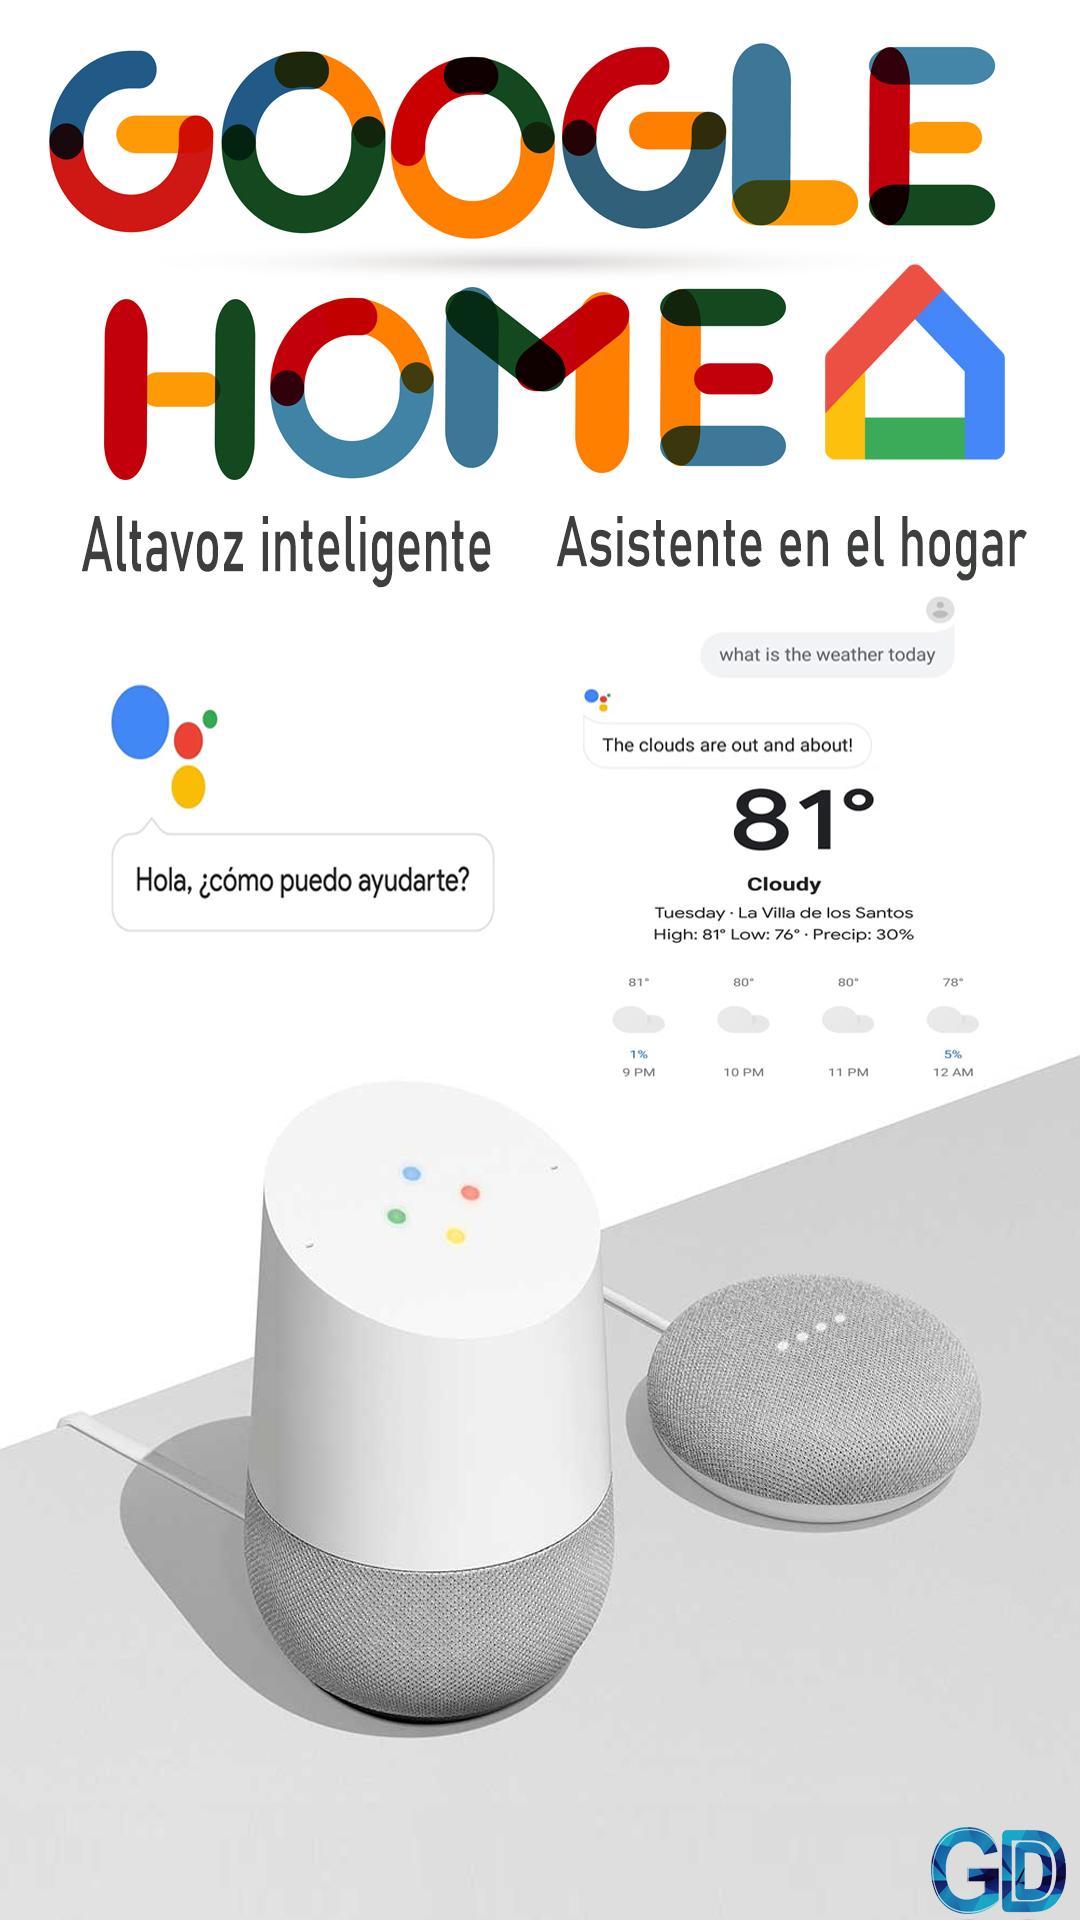 GOOGLE
HOME
Altavoz inteligente
Asistente en el hogar
what is the weather today
The clouds are out and about!
81°
Cloudy
Tuesday · La Villa de los Santos
High: 81° Low: 76° · Precip: 30%
81° 80° 80° 78°
1% 5%
9 PM 10 PM 11 PM 12 AM
Hola, ¿cómo puedo ayudarte?
GD